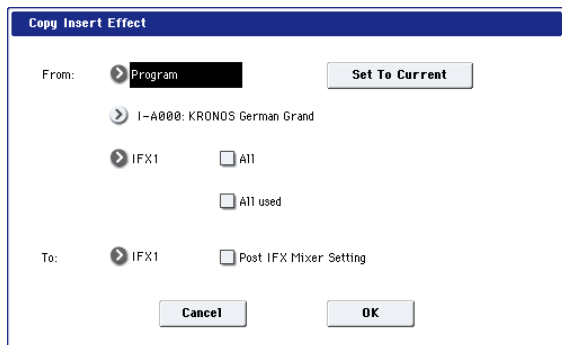 Copy Insert Effect
From: Program Set To Current
I-A000: KRONOS German Grand
IFX1 All
All used
To: IFX1 Post IFX Mixer Setting
Cancel OK